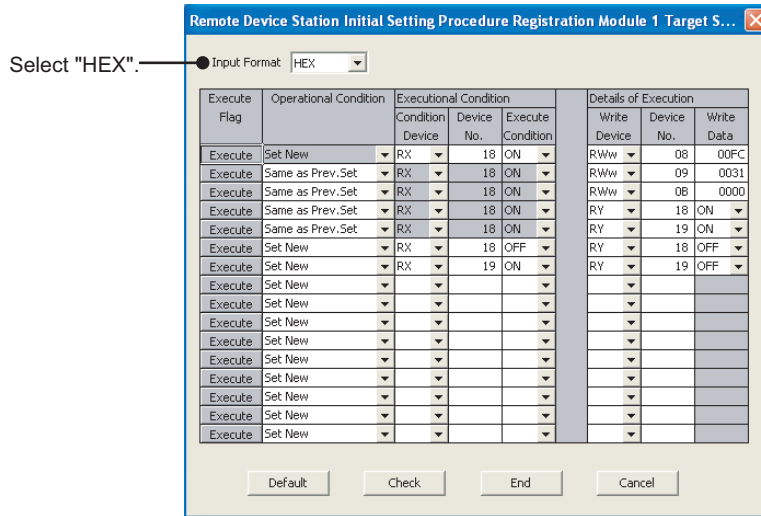 Remote Device Station Initial Setting Procedure Registration Module 1 Target S...
Select "HEX".
Input Format HEX
Execute Flag Operational Condition Executional Condition Details of Execution
Condition Device Device No. Execute Condition Write Device Device No. Write Data
Execute Set New RX 18 ON RWw 08 00FC
Execute Same as Prev.Set RX 18 ON RWw 09 0031
Execute Same as Prev.Set RX 18 ON RWw 0B 0000
Execute Same as Prev.Set RX 18 ON RY 18 ON
Execute Same as Prev.Set RX 18 ON RY 19 ON
Execute Set New RX 18 OFF RY 18 OFF
Execute Set New RX 19 ON RY 19 OFF
Execute Set New
Execute Set New
Execute Set New
Execute Set New
Execute Set New
Execute Set New
Execute Set New
Execute Set New
Execute Set New
Default Check End Cancel